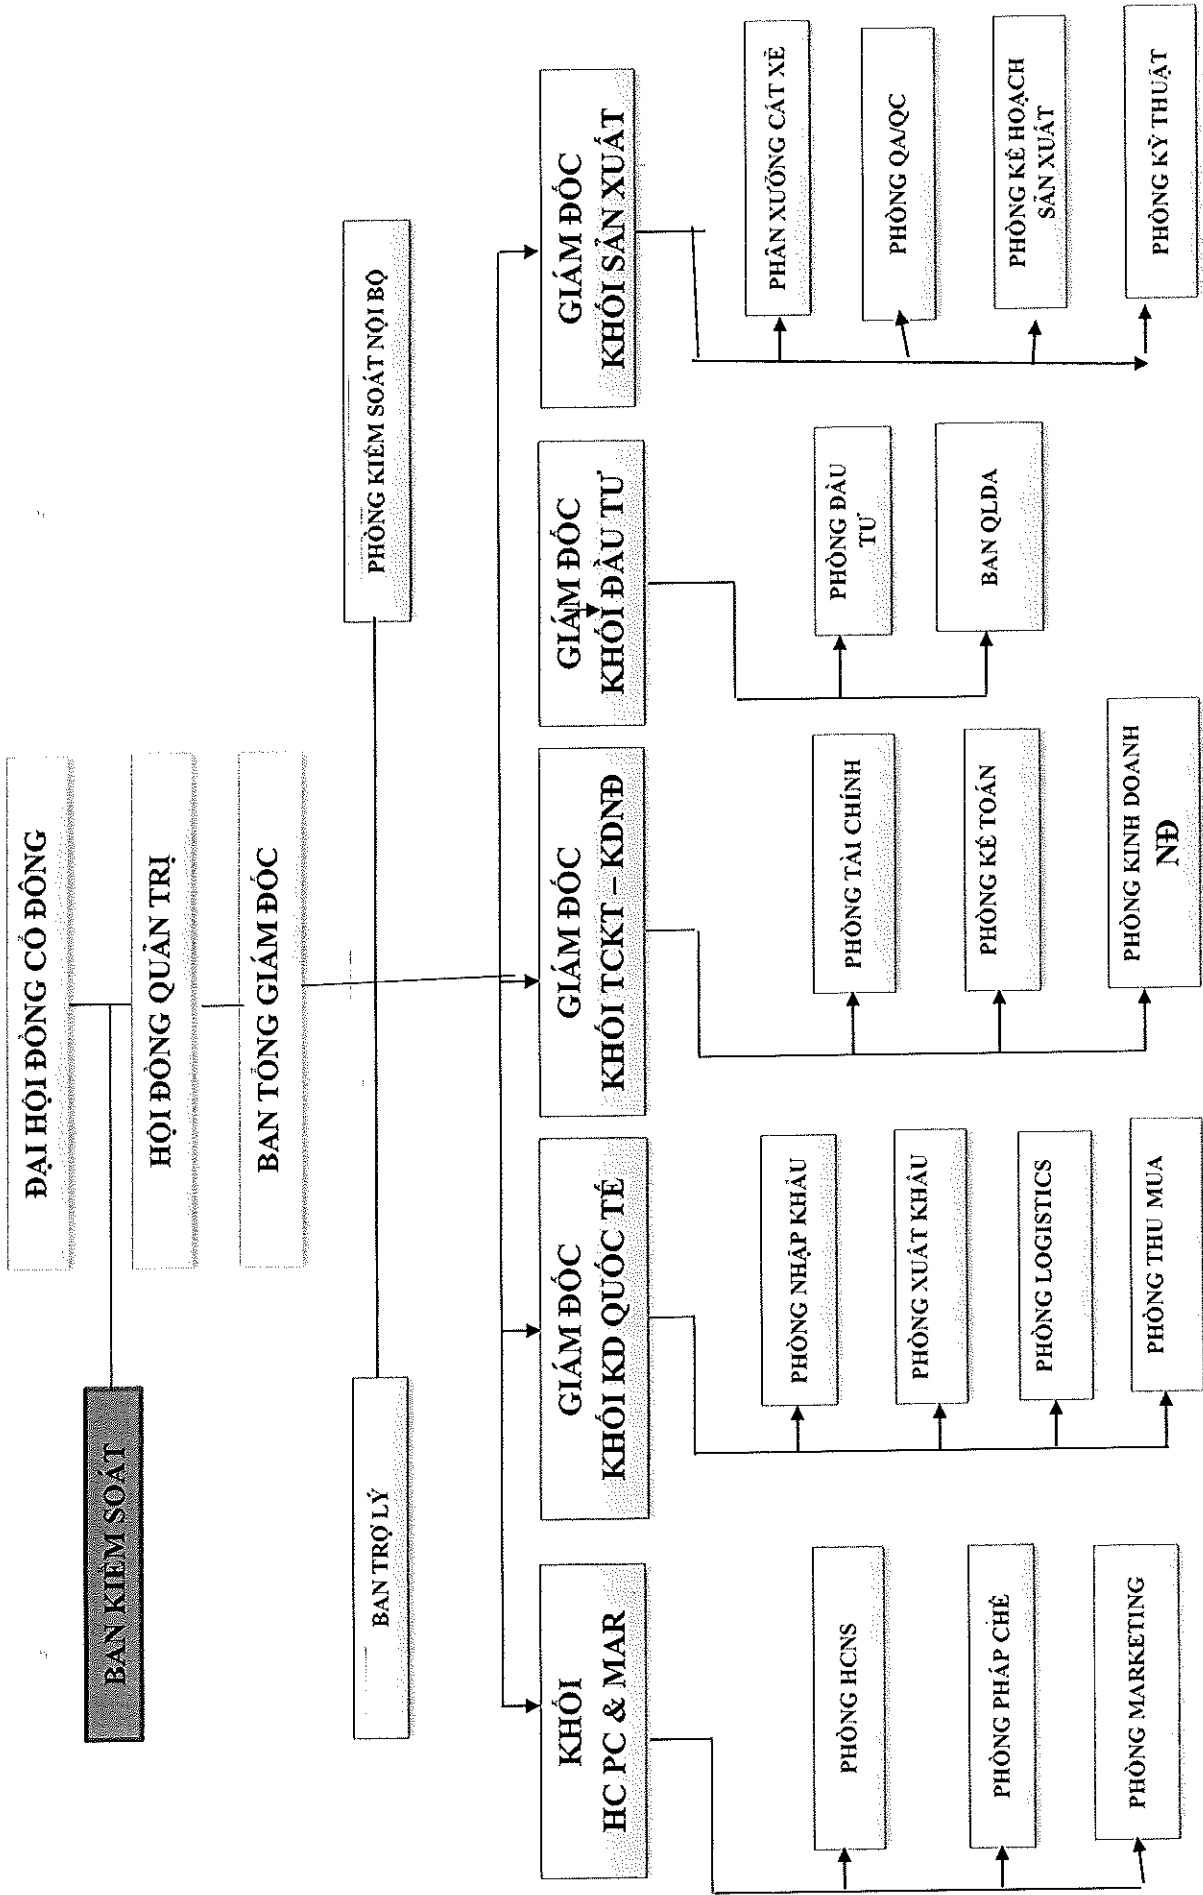 ĐẠI HỘI ĐỒNG CỔ ĐÔNG
BAN KIỂM SOÁT
HỘI ĐỒNG QUẢN TRỊ
BAN TỔNG GIÁM ĐỐC
BAN TRỢ LÝ
PHÒNG KIỂM SOÁT NỘI BỘ
KHỐI
HC PC & MAR
GIÁM ĐỐC
KHỐI KD QUỐC TẾ
GIÁM ĐỐC
KHỐI TCKT – KDNĐ
GIÁM ĐỐC
KHỐI ĐẦU TƯ
GIÁM ĐỐC
KHỐI SẢN XUẤT
PHÒNG HCNS
PHÒNG PHÁP CHẾ
PHÒNG MARKETING
PHÒNG NHẬP KHẨU
PHÒNG XUẤT KHẨU
PHÒNG LOGISTICS
PHÒNG THU MUA
PHÒNG TÀI CHÍNH
PHÒNG KẾ TOÁN
PHÒNG KINH DOANH
NĐ
PHÒNG ĐẦU
TƯ
BAN QLDA
PHÂN XƯỞNG CẮT XẺ
PHÒNG QA/QC
PHÒNG KẾ HOẠCH
SẢN XUẤT
PHÒNG KỸ THUẬT